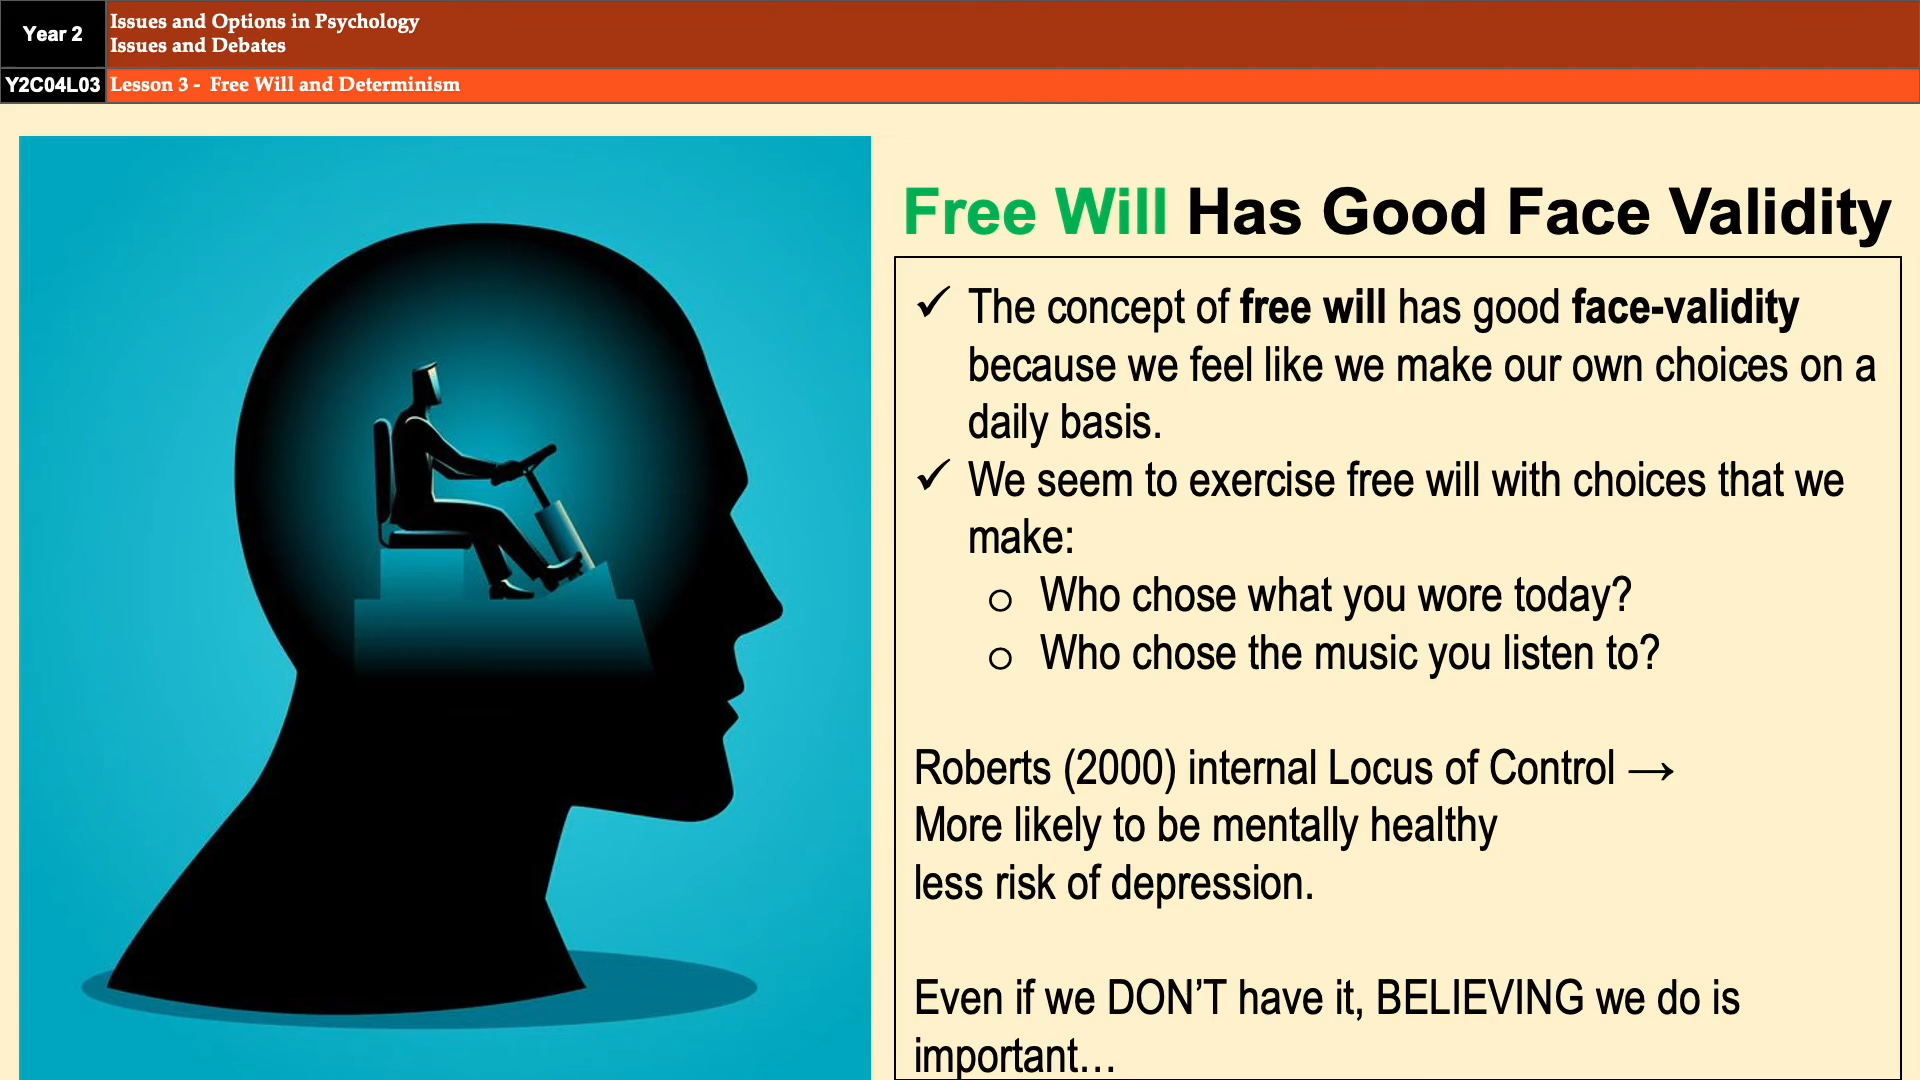 Year 2
Issues and Options in Psychology
Issues and Debates
Y2C04L03
Lesson 3 - Free Will and Determinism
Free Will Has Good Face Validity
✓ The concept of free will has good face-validity
because we feel like we make our own choices on a
daily basis.
✓ We seem to exercise free will with choices that we
make:
o Who chose what you wore today?
o Who chose the music you listen to?
Roberts (2000) internal Locus of Control →
More likely to be mentally healthy
less risk of depression.
Even if we DON’T have it, BELIEVING we do is
important…